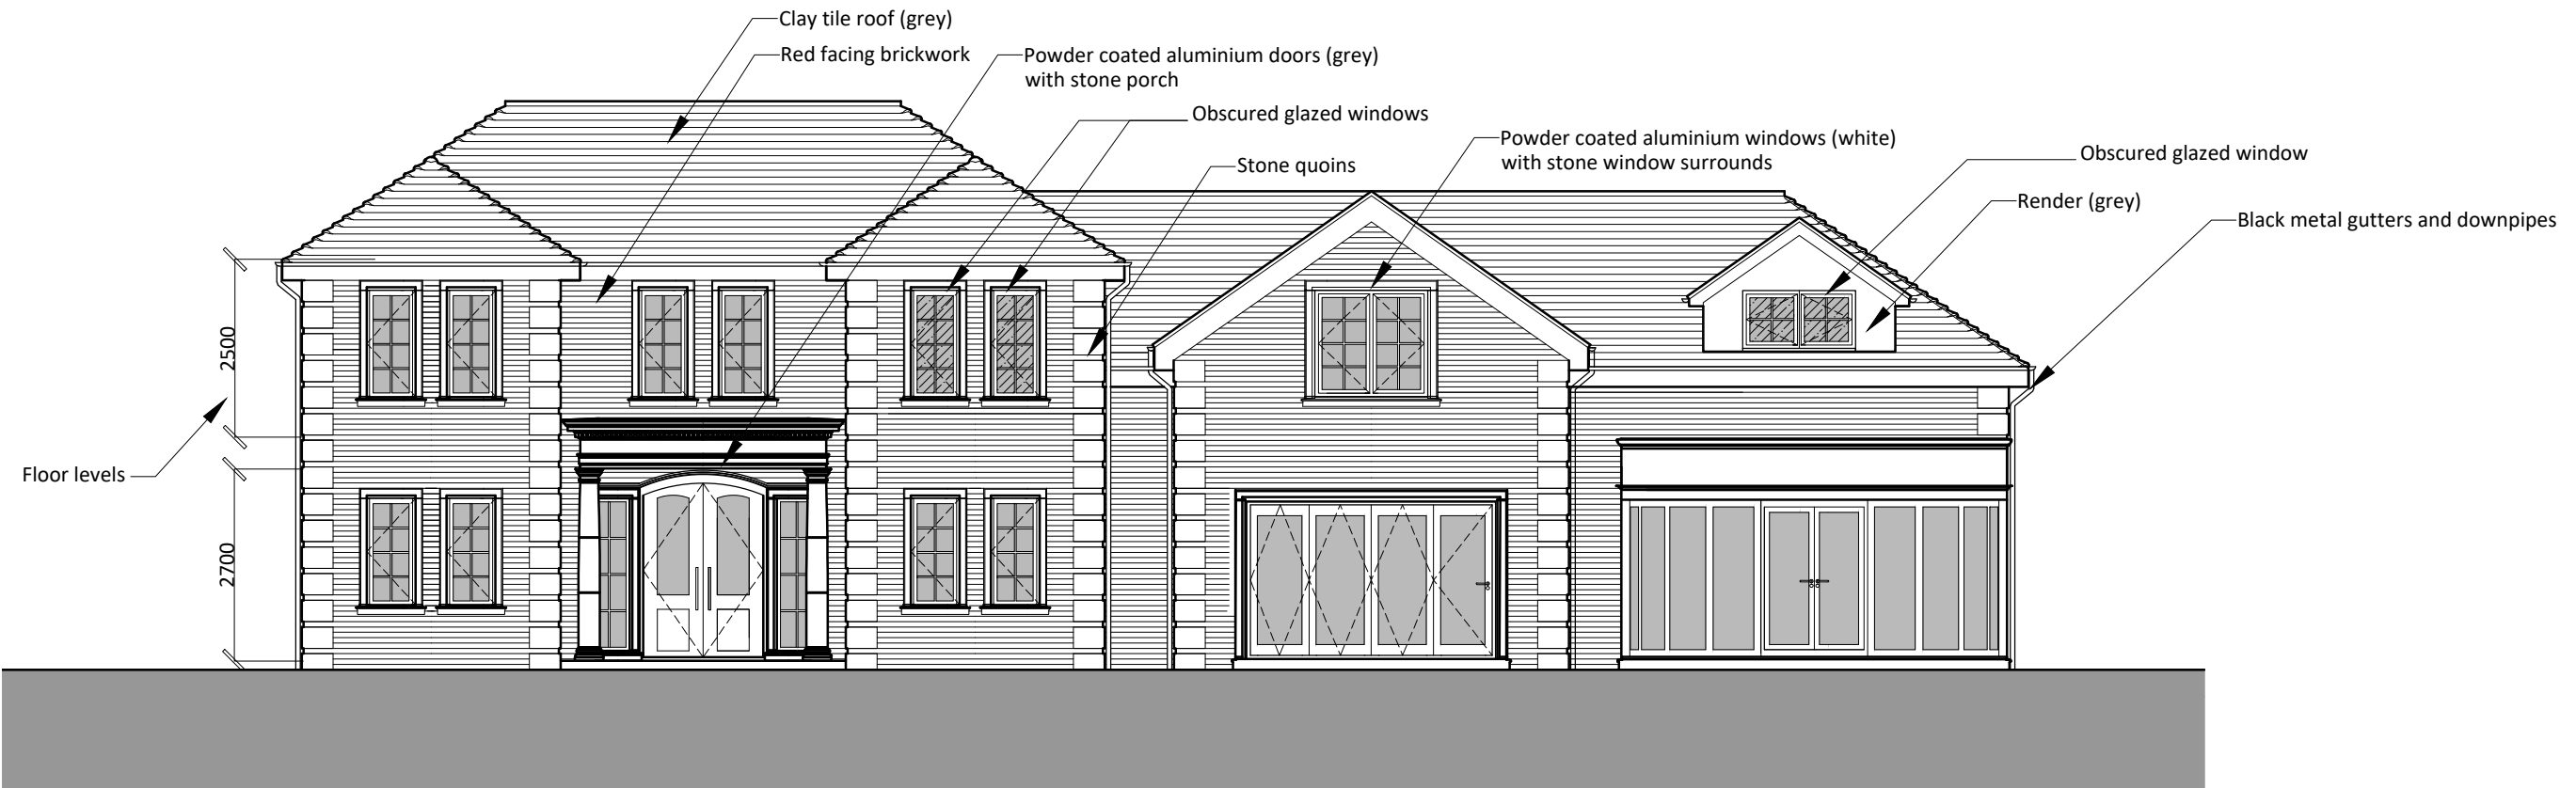 Clay tile roof (grey)
Red facing brickwork
Powder coated aluminium doors (grey)
with stone porch
Obscured glazed windows
Powder coated aluminium windows (white)
with stone window surrounds
Stone quoins
Obscured glazed window
Render (grey)
Black metal gutters and downpipes
2500
Floor levels
2700